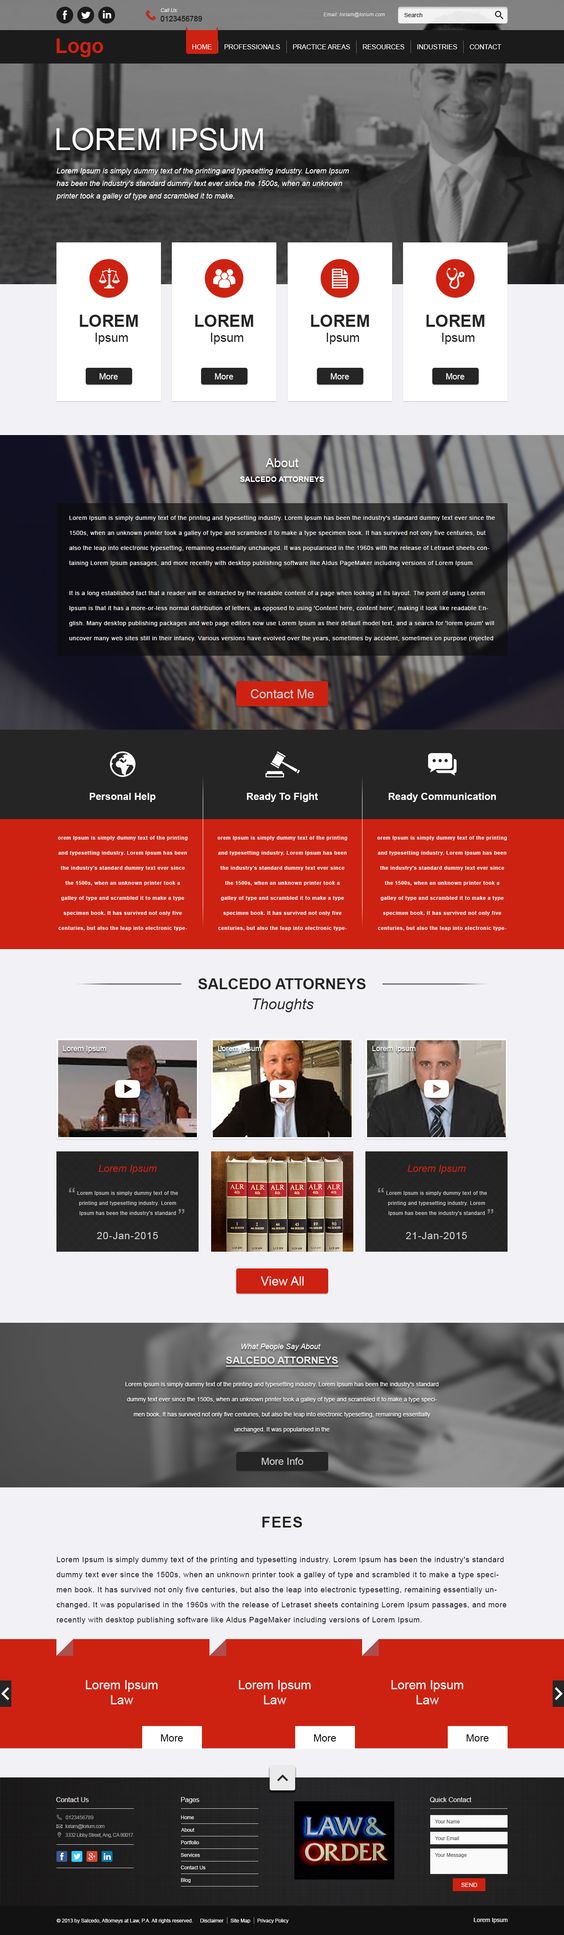 Call Us:
0123456789
Email: loriam@lorium.com
Search
Logo
HOME
PROFESSIONALS
PRACTICE AREAS
RESOURCES
INDUSTRIES
CONTACT
LOREM IPSUM
Lorem Ipsum is simply dummy text of the printing and typesetting industry. Lorem Ipsum
has been the industry's standard dummy text ever since the 1500s, when an unknown
printer took a galley of type and scrambled it to make.
LOREM
Ipsum
More
LOREM
Ipsum
More
LOREM
Ipsum
More
LOREM
Ipsum
More
About
SALCEDO ATTORNEYS
Lorem Ipsum is simply dummy text of the printing and typesetting industry. Lorem Ipsum has been the industry's standard dummy text ever since the
1500s, when an unknown printer took a galley of type and scrambled it to make a type specimen book. It has survived not only five centuries, but
also the leap into electronic typesetting, remaining essentially unchanged. It was popularised in the 1960s with the release of Letraset sheets con-
taining Lorem Ipsum passages, and more recently with desktop publishing software like Aldus PageMaker including versions of Lorem Ipsum.
It is a long established fact that a reader will be distracted by the readable content of a page when looking at its layout. The point of using Lorem
Ipsum is that it has a more-or-less normal distribution of letters, as opposed to using 'Content here, content here', making it look like readable En-
glish. Many desktop publishing packages and web page editors now use Lorem Ipsum as their default model text, and a search for 'lorem ipsum' will
uncover many web sites still in their infancy. Various versions have evolved over the years, sometimes by accident, sometimes on purpose (injected
Contact Me
Personal Help
Ready To Fight
Ready Communication
orem Ipsum is simply dummy text of the printing
and typesetting industry. Lorem Ipsum has been
the industry's standard dummy text ever since
the 1500s, when an unknown printer took a
galley of type and scrambled it to make a type
specimen book. It has survived not only five
centuries, but also the leap into electronic type-
orem Ipsum is simply dummy text of the printing
and typesetting industry. Lorem Ipsum has been
the industry's standard dummy text ever since
the 1500s, when an unknown printer took a
galley of type and scrambled it to make a type
specimen book. It has survived not only five
centuries, but also the leap into electronic type-
orem Ipsum is simply dummy text of the printing
and typesetting industry. Lorem Ipsum has been
the industry's standard dummy text ever since
the 1500s, when an unknown printer took a
galley of type and scrambled it to make a type
specimen book. It has survived not only five
centuries, but also the leap into electronic type-
SALCEDO ATTORNEYS
Thoughts
Lorem Ipsum
Lorem Ipsum
Lorem Ipsum
Lorem Ipsum
“ Lorem Ipsum is simply dummy text of the
printing and typesetting industry. Lorem
Ipsum has been the industry's standard ”
20-Jan-2015
ALR ALR ALR ALR ALR ALR
4th 4th 4th 4th 4th 4th
Lorem Ipsum
“ Lorem Ipsum is simply dummy text of the
printing and typesetting industry. Lorem
Ipsum has been the industry's standard ”
21-Jan-2015
View All
What People Say About
SALCEDO ATTORNEYS
Lorem Ipsum is simply dummy text of the printing and typesetting industry. Lorem Ipsum has been the industry's standard
dummy text ever since the 1500s, when an unknown printer took a galley of type and scrambled it to make a type speci-
men book. It has survived not only five centuries, but also the leap into electronic typesetting, remaining essentially
unchanged. It was popularised in the
More Info
FEES
Lorem Ipsum is simply dummy text of the printing and typesetting industry. Lorem Ipsum has been the industry's standard
dummy text ever since the 1500s, when an unknown printer took a galley of type and scrambled it to make a type speci-
men book. It has survived not only five centuries, but also the leap into electronic typesetting, remaining essentially un-
changed. It was popularised in the 1960s with the release of Letraset sheets containing Lorem Ipsum passages, and more
recently with desktop publishing software like Aldus PageMaker including versions of Lorem Ipsum.
Lorem Ipsum
Law
More
Lorem Ipsum
Law
More
Lorem Ipsum
Law
More
Contact Us
0123456789
loriam@lorium.com
3332 Libby Street, Ang, CA 90017.
Pages
Home
About
Portfolio
Services
Contact Us
Blog
LAW&
ORDER
Quick Contact
Your Name
Your Email
Your Message
SEND
© 2013 by Salcedo, Attorneys at Law, P.A. All rights reserved.
Disclaimer | Site Map | Privacy Policy
Lorem Ipsum